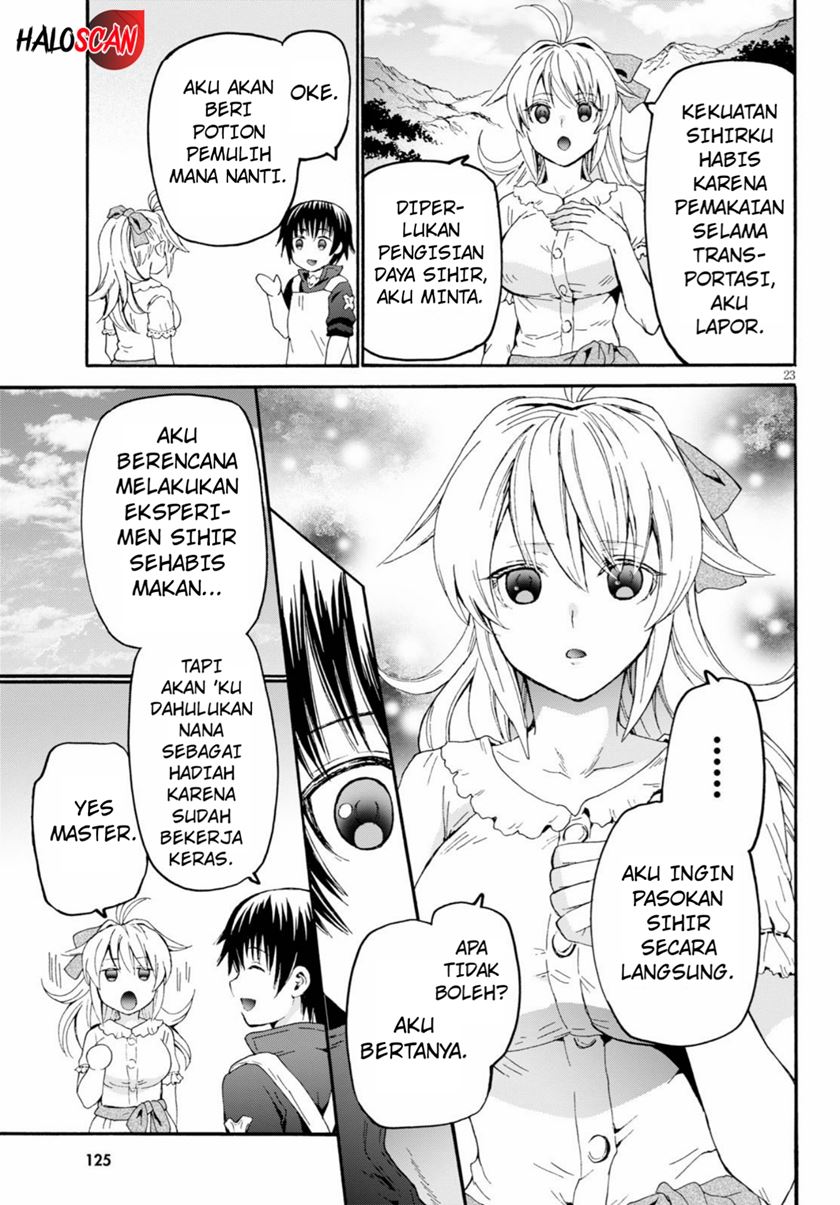 HALOSCAN
KEKUATAN
SIHIRKU
HABIS
KARENA
PEMAKAIAN
SELAMA
TRANS-
PORTASI,
AKU
LAPOR.
DIPER-
LUKAN
PENGISIAN
DAYA SIHIR,
AKU MINTA.
OKE.
AKU AKAN
BERI
POTION
PEMULIH
MANA NANTI.
23
......
AKU INGIN
PASOKAN
SIHIR
SECARA
LANGSUNG.
APA
TIDAK
BOLEH?
AKU
BERTANYA.
AKU
BERENCANA
MELAKUKAN
EKSPERI-
MEN SIHIR
SEHABIS
MAKAN...
TAPI
AKAN 'KU
DAHULUKAN
NANA
SEBAGAI
HADIAH
KARENA
SUDAH
BEKERJA
KERAS.
YES
MASTER.
125